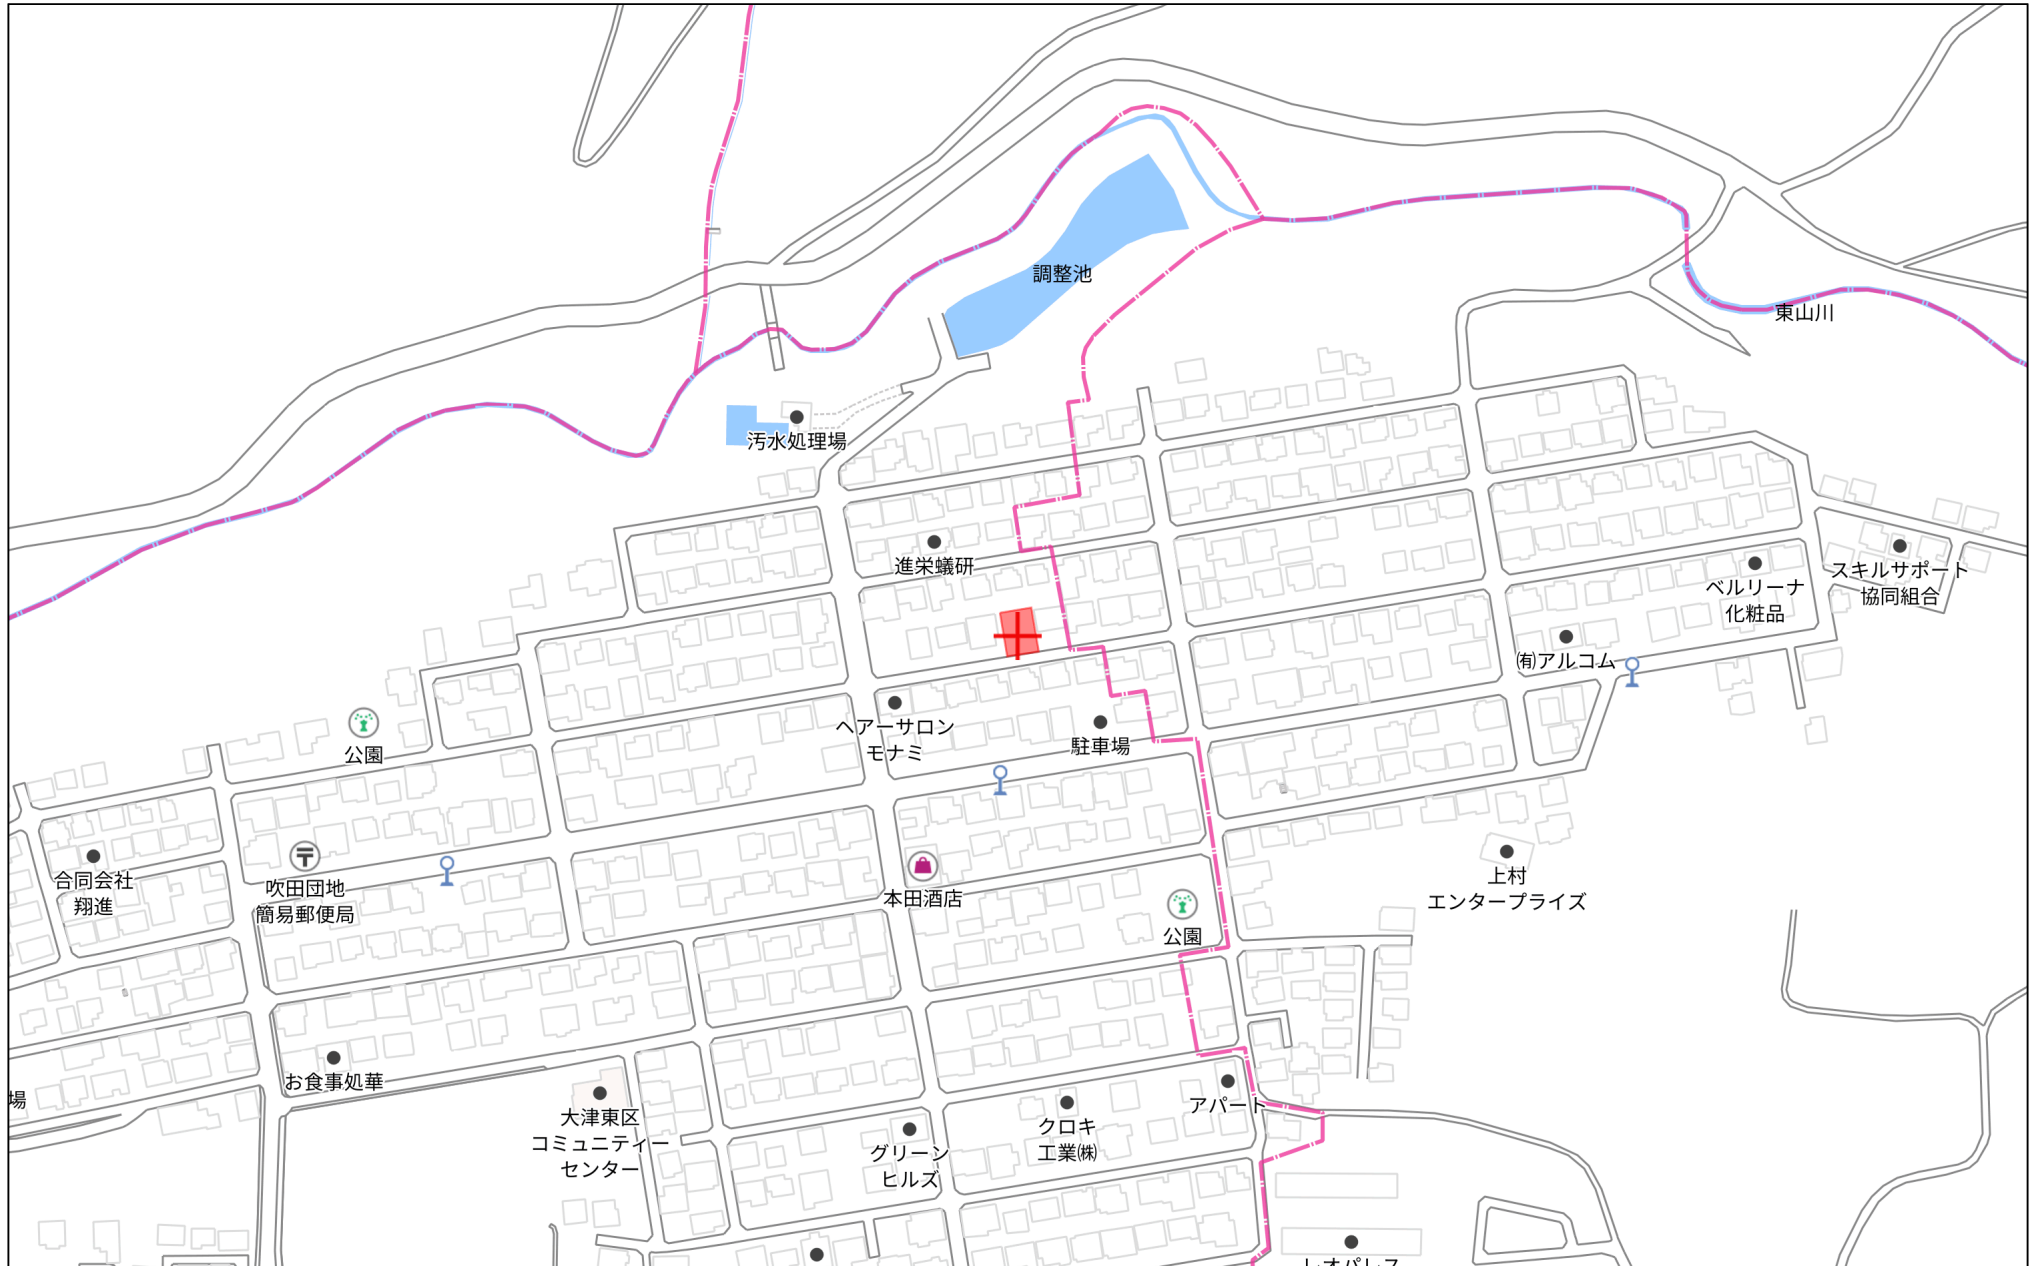 調整池
東山川
汚水処理場
進栄蟻研
スキルサポート
協同組合
ベルリーナ
化粧品
㈲アルコム
公園
ヘアーサロン
モナミ
駐車場
合同会社
翔進
吹田団地
簡易郵便局
本田酒店
上村
エンタープライズ
公園
お食事処華
場
大津東区
コミュニティー
センター
アパート
クロキ
工業㈱
グリーン
ヒルズ
レオパレス